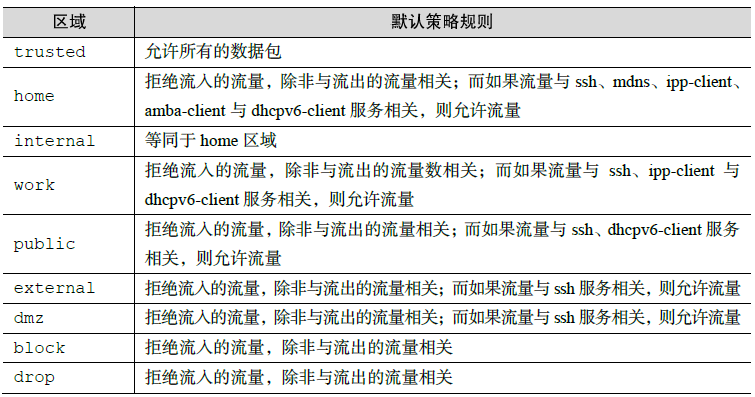 区域 默认策略规则
trusted 允许所有的数据包
home 拒绝流入的流量，除非与流出的流量相关；而如果流量与 ssh、mdns、ipp-client、
amba-client 与 dhcpv6-client 服务相关，则允许流量
internal 等同于 home 区域
work 拒绝流入的流量，除非与流出的流量数相关；而如果流量与 ssh、ipp-client 与
dhcpv6-client 服务相关，则允许流量
public 拒绝流入的流量，除非与流出的流量相关；而如果流量与 ssh、dhcpv6-client 服务
相关，则允许流量
external 拒绝流入的流量，除非与流出的流量相关；而如果流量与 ssh 服务相关，则允许流量
dmz 拒绝流入的流量，除非与流出的流量相关；而如果流量与 ssh 服务相关，则允许流量
block 拒绝流入的流量，除非与流出的流量相关
drop 拒绝流入的流量，除非与流出的流量相关